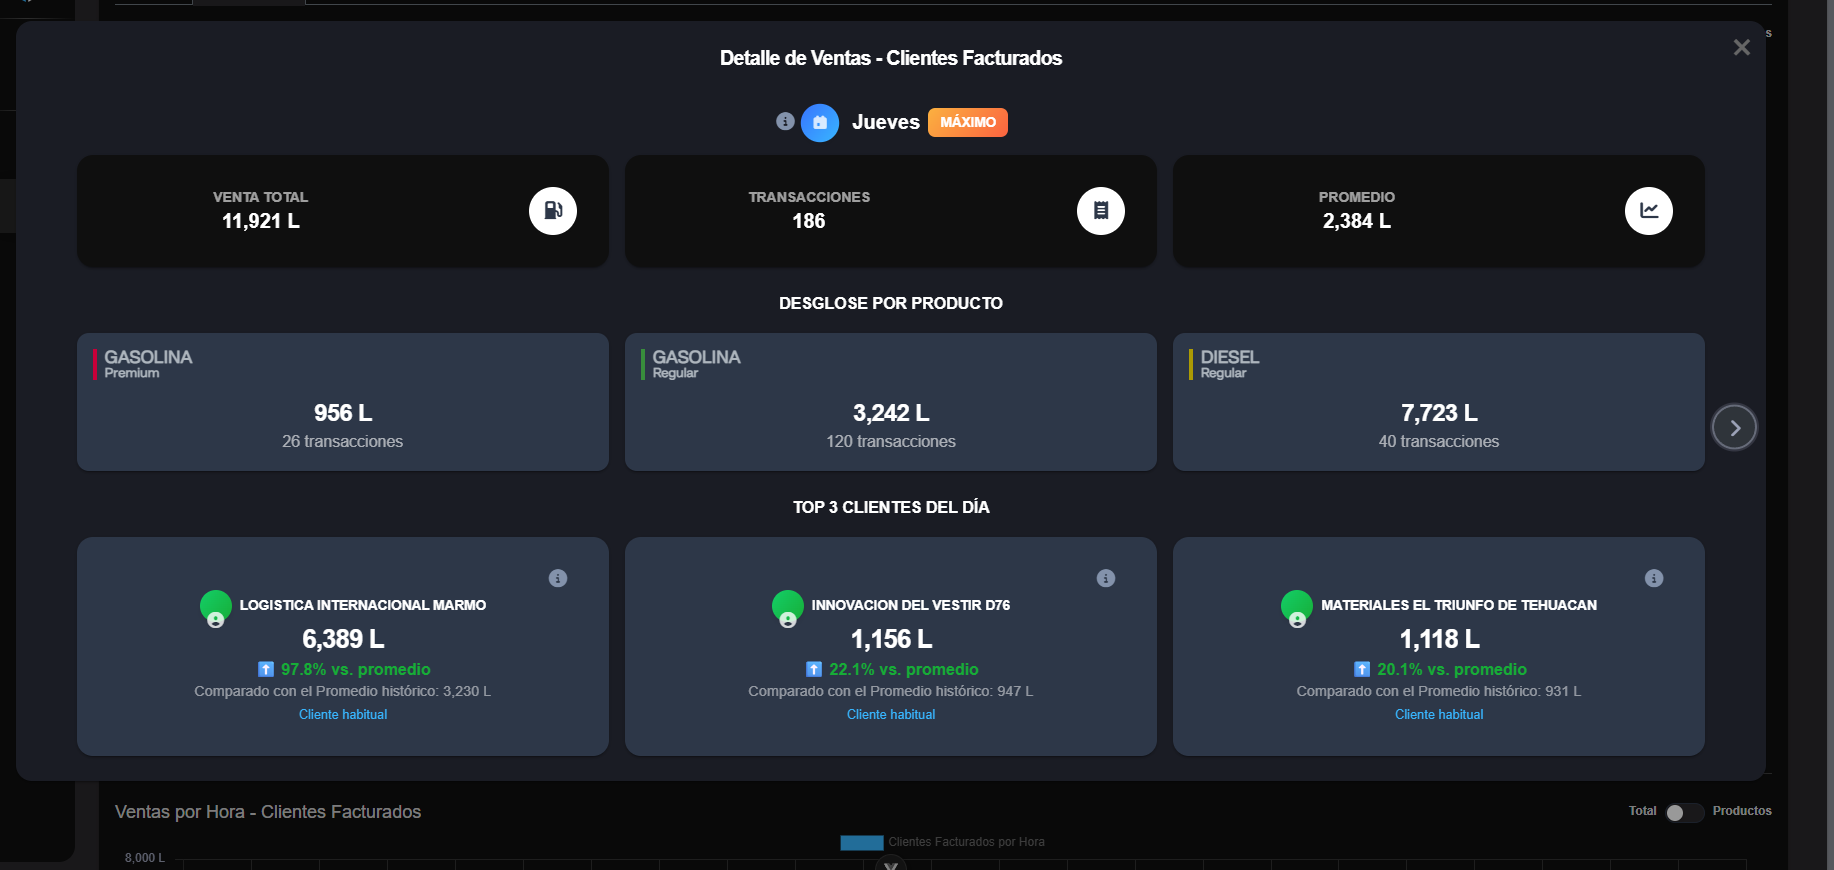 Detalle de Ventas - Clientes Facturados
Jueves MÁXIMO
VENTA TOTAL
11,921 L
TRANSACCIONES
186
PROMEDIO
2,384 L
DESGLOSE POR PRODUCTO
GASOLINA
Premium
956 L
26 transacciones
GASOLINA
Regular
3,242 L
120 transacciones
DIESEL
Regular
7,723 L
40 transacciones
TOP 3 CLIENTES DEL DÍA
LOGISTICA INTERNACIONAL MARMO
6,389 L
97.8% vs. promedio
Comparado con el Promedio histórico: 3,230 L
Cliente habitual
INNOVACION DEL VESTIR D76
1,156 L
22.1% vs. promedio
Comparado con el Promedio histórico: 947 L
Cliente habitual
MATERIALES EL TRIUNFO DE TEHUACAN
1,118 L
20.1% vs. promedio
Comparado con el Promedio histórico: 931 L
Cliente habitual
Ventas por Hora - Clientes Facturados
Total Productos
Clientes Facturados por Hora
8,000 L